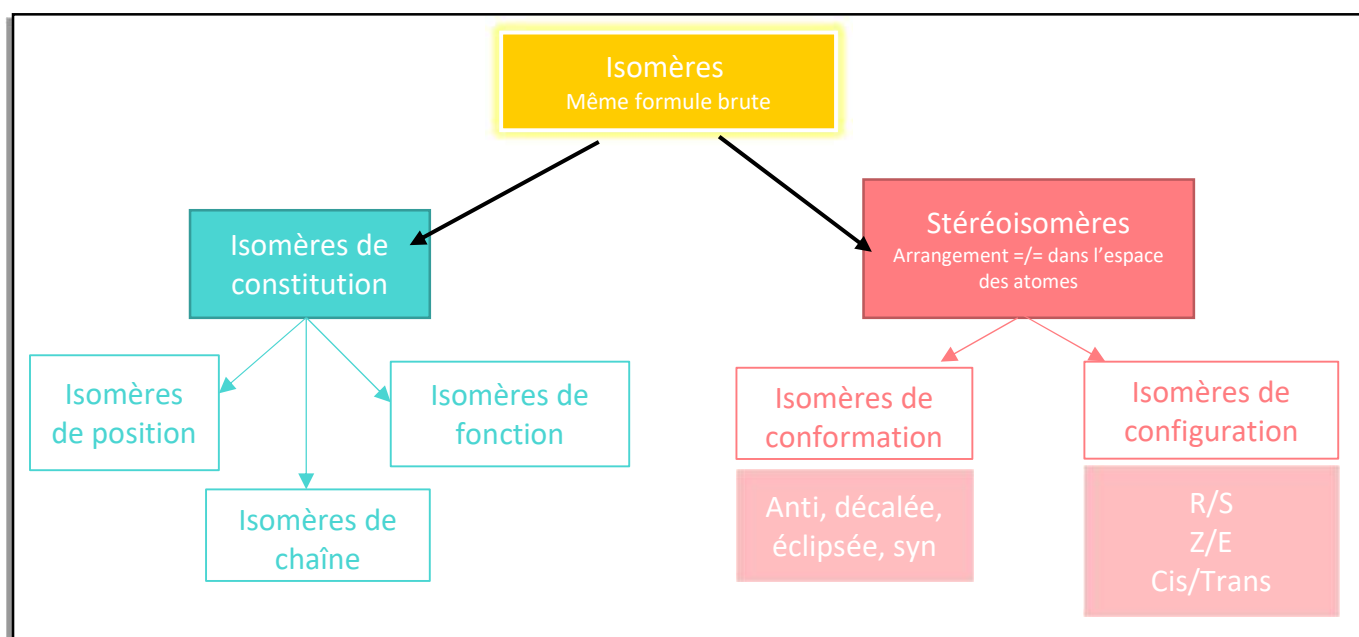 Isomères
Même formule brute
Isomères de
constitution
Stéréoisomères
Arrangement =/= dans l'espace
des atomes
Isomères
de position
Isomères de
chaîne
Isomères de
fonction
Isomères de
conformation
Anti, décalée,
éclipsée, syn
Isomères de
configuration
R/S
Z/E
Cis/Trans